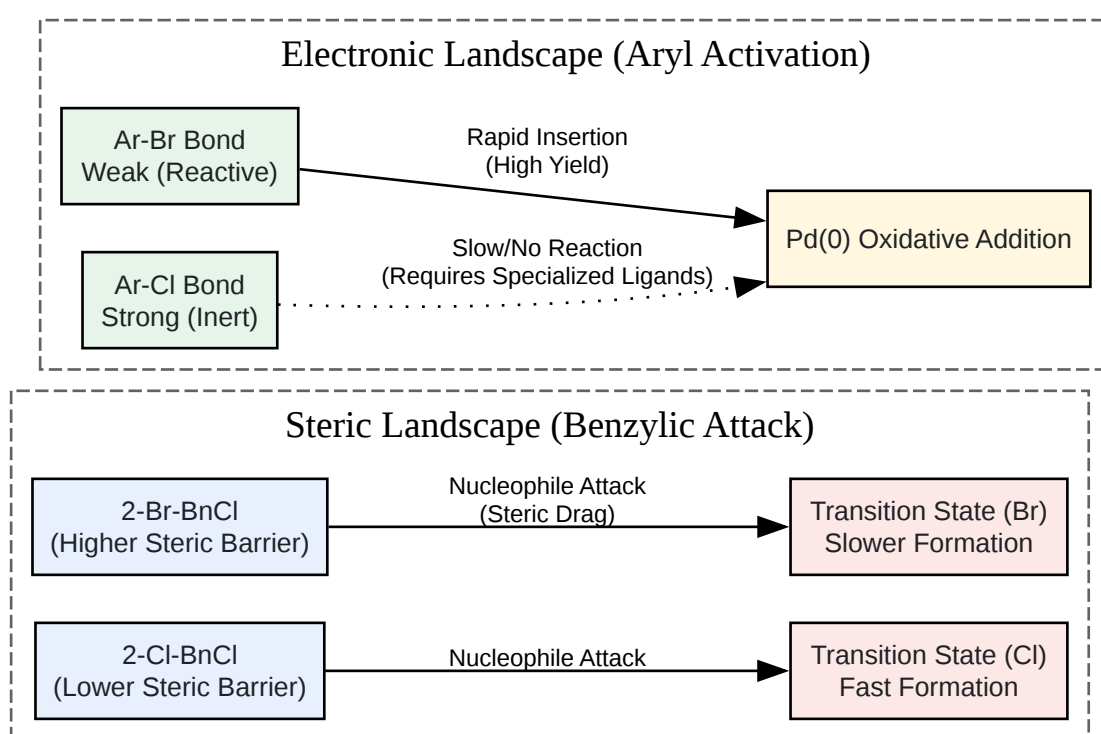 Electronic Landscape (Aryl Activation)
Ar-Br Bond
Weak (Reactive)
Rapid Insertion
(High Yield)
Pd(0) Oxidative Addition
Slow/No Reaction
(Requires Specialized Ligands)
Ar-Cl Bond
Strong (Inert)
Steric Landscape (Benzylic Attack)
2-Br-BnCl
(Higher Steric Barrier)
Nucleophile Attack
(Steric Drag)
Transition State (Br)
Slower Formation
2-Cl-BnCl
(Lower Steric Barrier)
Nucleophile Attack
Transition State (Cl)
Fast Formation